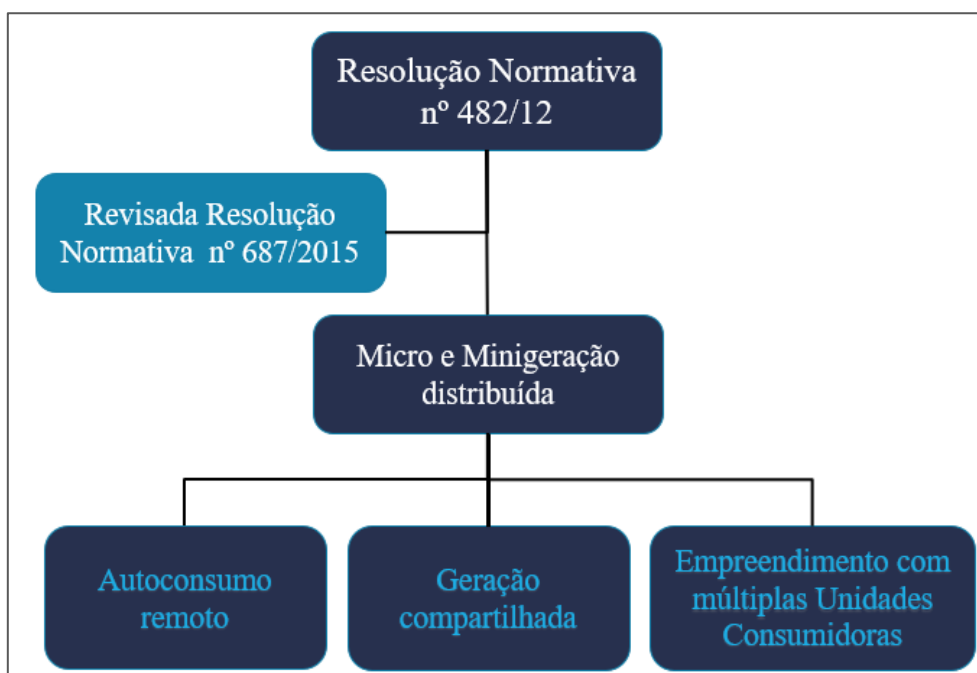 Resolução Normativa
nº 482/12
Revisada Resolução
Normativa nº 687/2015
Micro e Minigeração
distribuída
Autoconsumo
remoto
Geração
compartilhada
Empreendimento com
múltiplas Unidades
Consumidoras